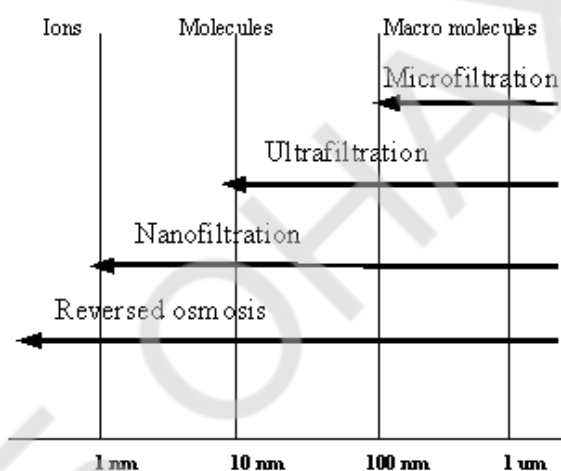 Ions Molecules Macro molecules
Microfiltration
Ultrafiltration
Nanofiltration
Reversed osmosis
1 nm 10 nm 100 nm 1 um